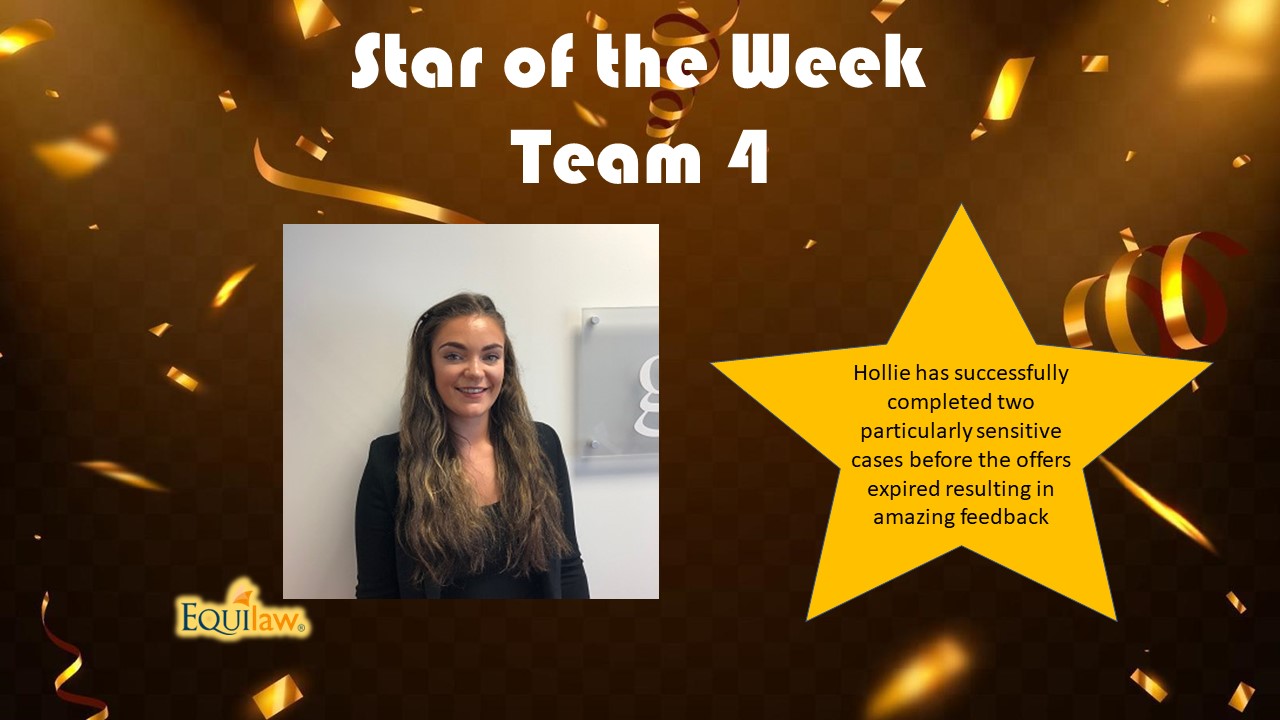 Star of the Week
Team 4
g
Hollie has successfully
completed two
particularly sensitive
cases before the offers
expired resulting in
amazing feedback
EQUIlaw®